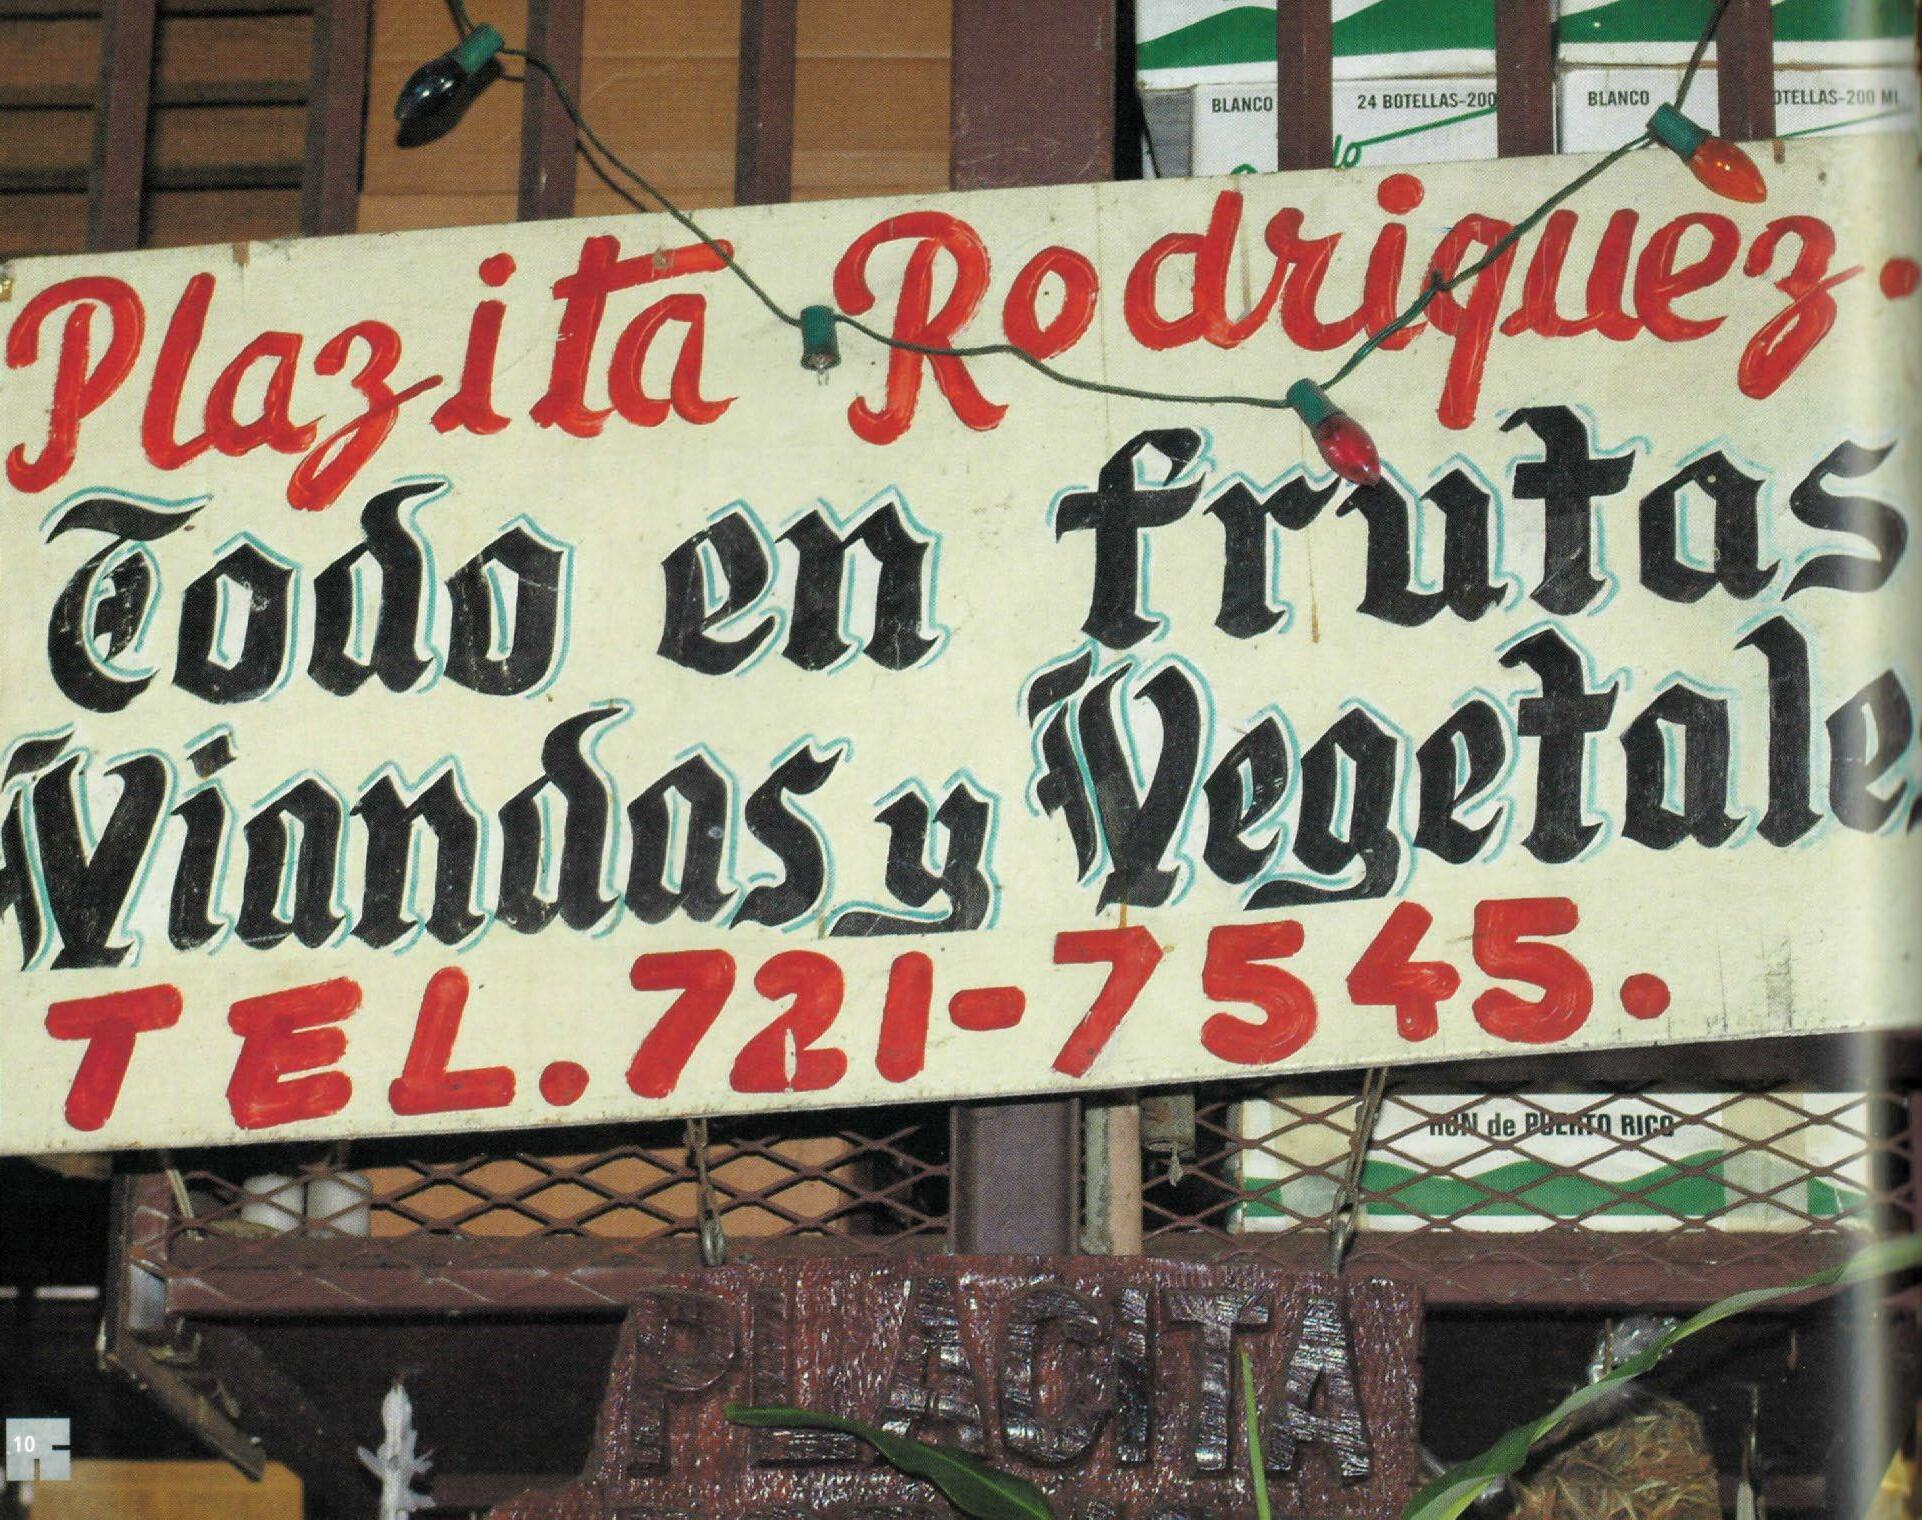 BLANCO 24 BOTELLAS-200 BLANCO OTELLAS-200 ML
Plazita Rodriquez.
Todo en frutas
Viandas y Vegetale
TEL. 721-7545.
RON de PUERTO RICO
PLACITA
10